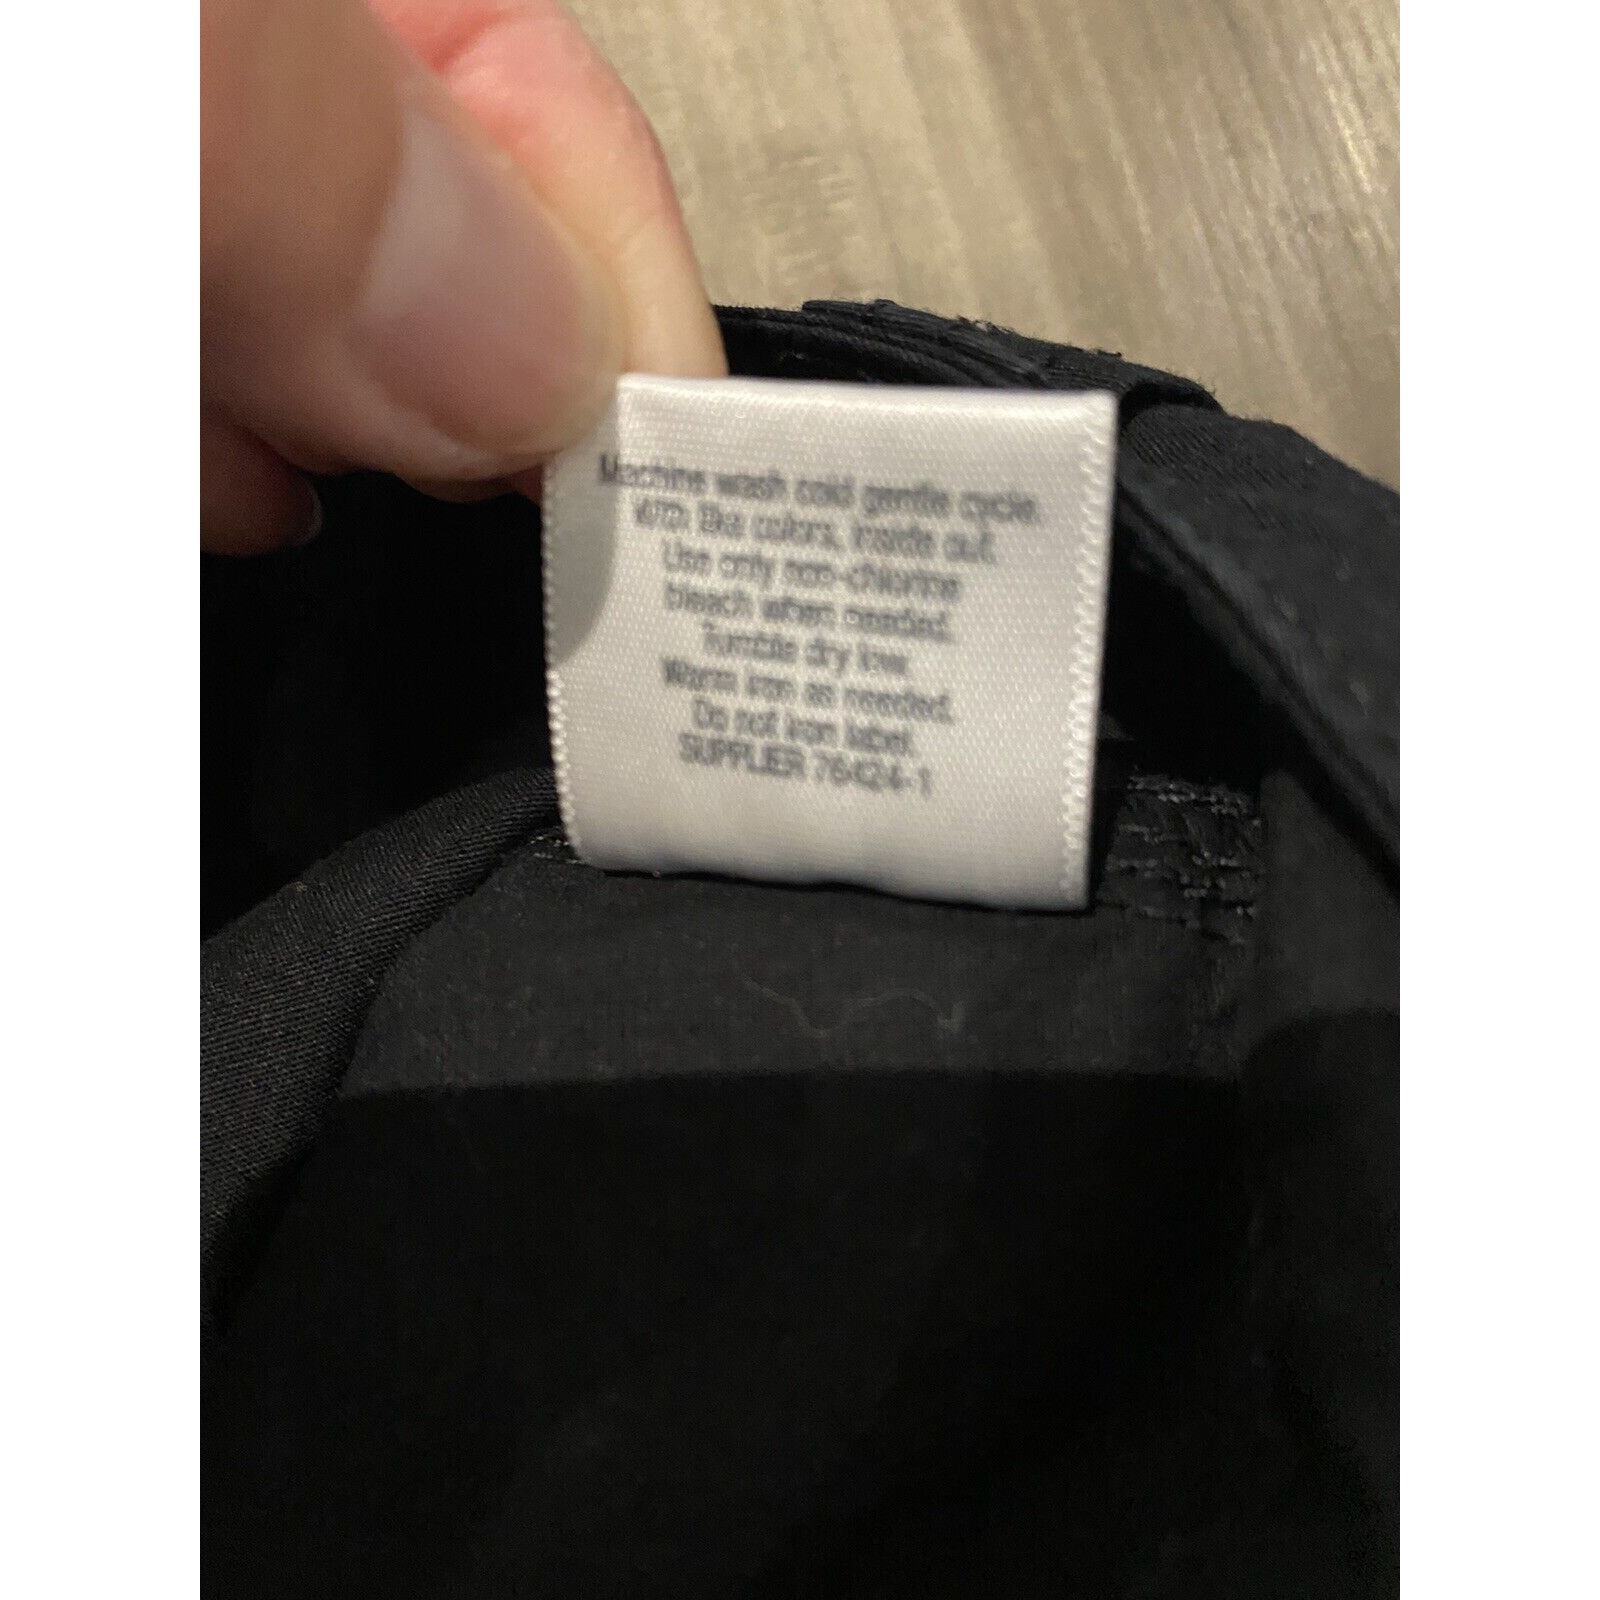 Machine wash cold gentle cycle.
With like colors, inside out.
Use only non-chlorine
bleach when needed.
Tumble dry low.
Warm iron as needed.
Do not iron label.
SUPPLIER 76424-1